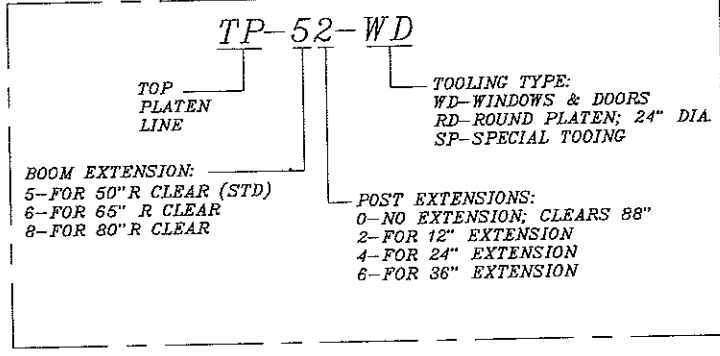 TP-52-WD
TOP
PLATEN
LINE
TOOLING TYPE:
WD-WINDOWS & DOORS
RD-ROUND PLATEN; 24" DIA.
SP-SPECIAL TOOING
BOOM EXTENSION:
5-FOR 50"R CLEAR (STD)
6-FOR 65" R CLEAR
8-FOR 80"R CLEAR
POST EXTENSIONS:
0-NO EXTENSION; CLEARS 88"
2-FOR 12" EXTENSION
4-FOR 24" EXTENSION
6-FOR 36" EXTENSION